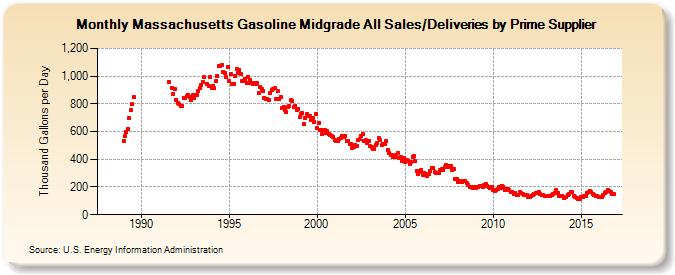 Monthly Massachusetts Gasoline Midgrade All Sales/Deliveries by Prime Supplier
Thousand Gallons per Day
1,200
1,000
800
600
400
200
0
1990 1995 2000 2005 2010 2015
Source: U.S. Energy Information Administration